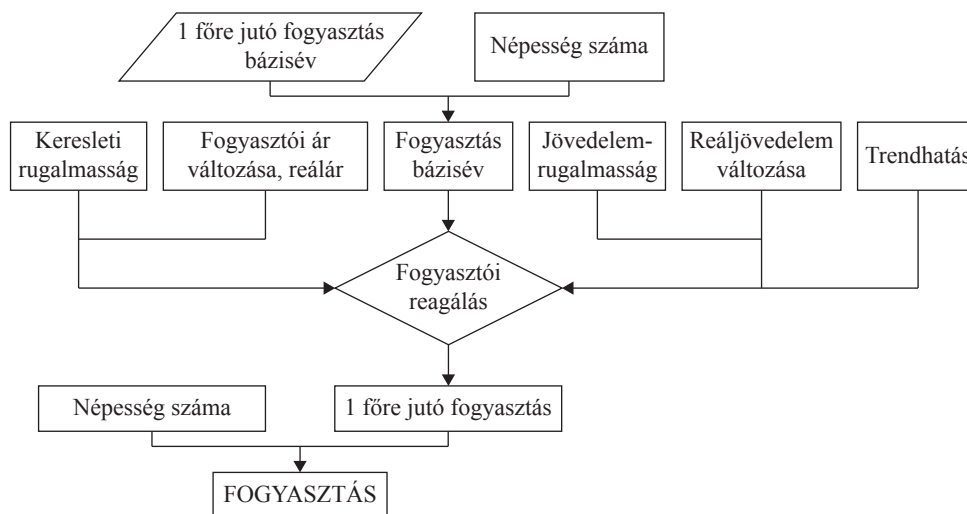 1 főre jutó fogyasztás
bázisév
Népesség száma
Keresleti
rugalmasság
Fogyasztói ár
változása, reálár
Fogyasztás
bázisév
Jövedelem-
rugalmasság
Reáljövedelem
változása
Trendhatás
Fogyasztói
reagálás
Népesség száma
1 főre jutó fogyasztás
FOGYASZTÁS